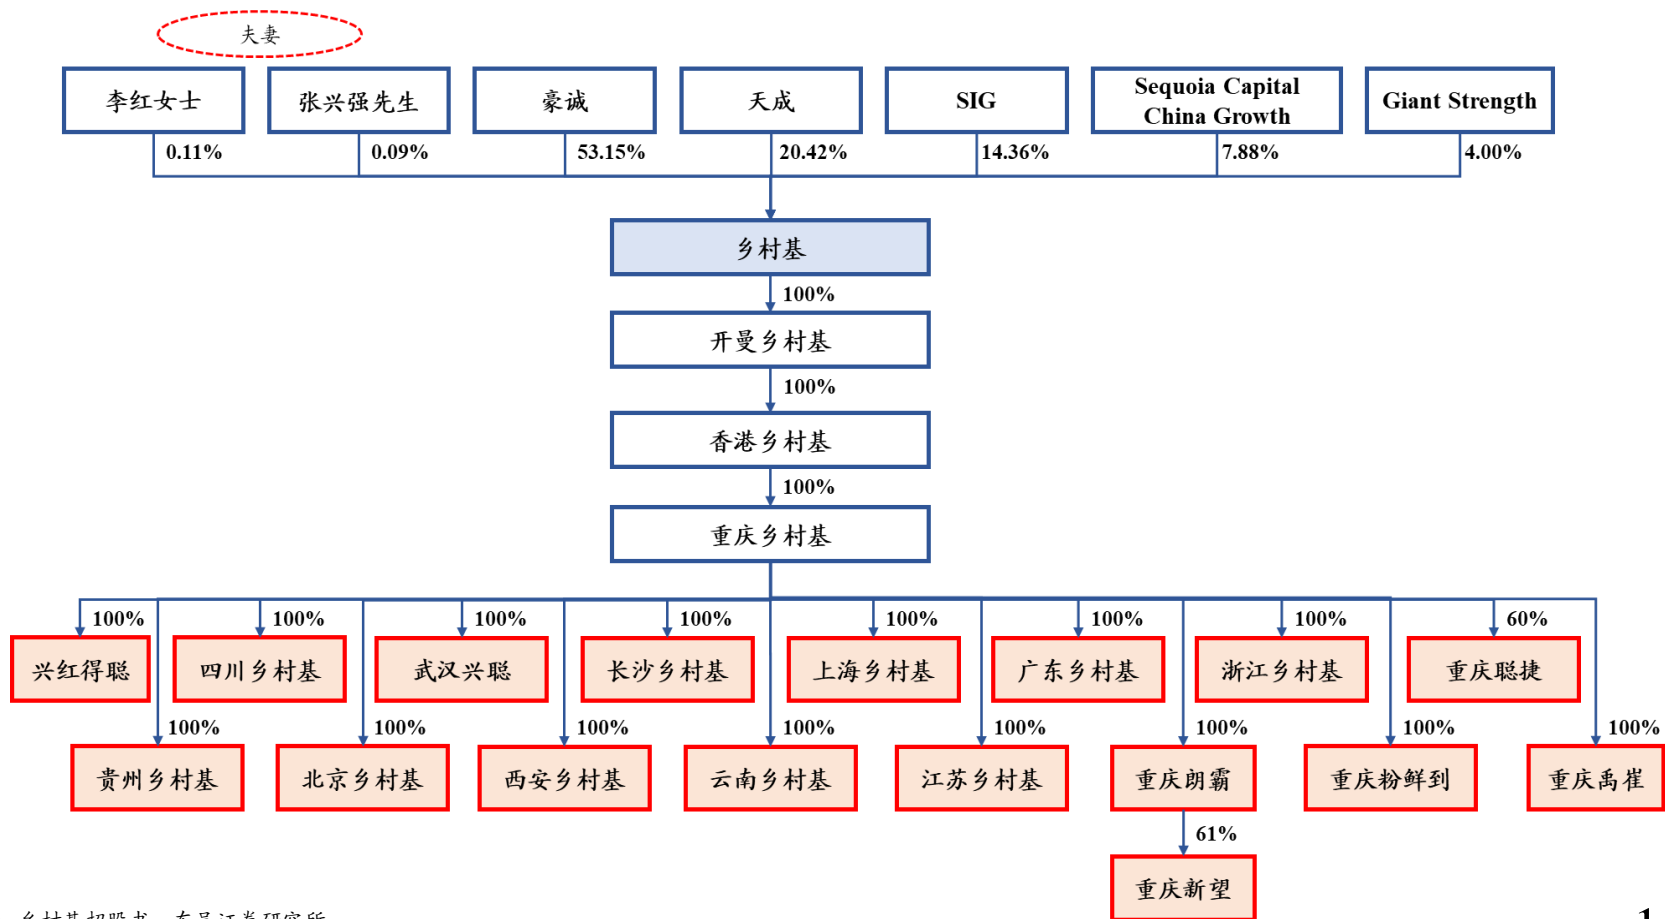 夫妻
李红女士
张兴强先生
豪诚
天成
SIG
Sequoia Capital
China Growth
Giant Strength
0.11%
0.09%
53.15%
20.42%
14.36%
7.88%
4.00%
乡村基
100%
开曼乡村基
100%
香港乡村基
100%
重庆乡村基
100%
100%
100%
100%
100%
100%
100%
60%
兴红得聪
四川乡村基
武汉兴聪
长沙乡村基
上海乡村基
广东乡村基
浙江乡村基
重庆聪捷
100%
100%
100%
100%
100%
100%
100%
100%
贵州乡村基
北京乡村基
西安乡村基
云南乡村基
江苏乡村基
重庆朗霸
重庆粉鲜到
重庆禹崔
61%
重庆新望